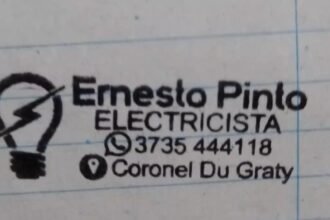 Ernesto Pinto
ELECTRICISTA
3735 444118
Coronel Du Graty